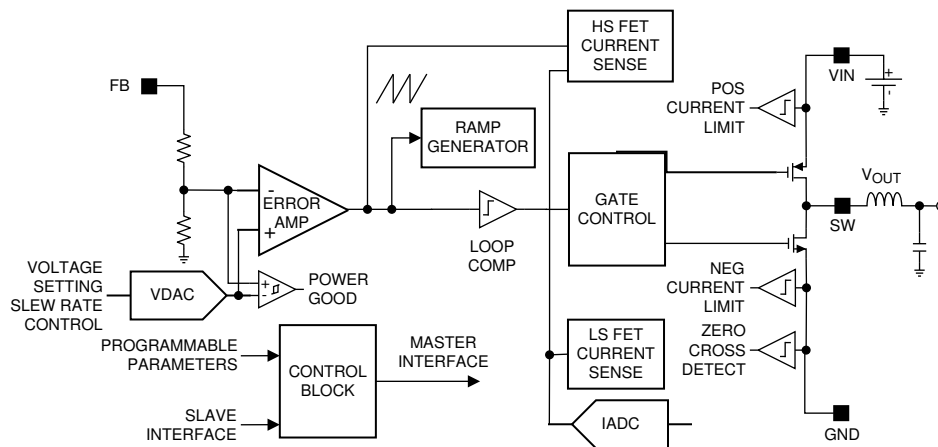 HS FET
CURRENT
SENSE
VIN
+
-
FB
POS
CURRENT
LIMIT
RAMP
GENERATOR
-
ERROR
AMP
+
GATE
CONTROL
VOUT
SW
LOOP
COMP
VOLTAGE
SETTING
SLEW RATE
CONTROL
VDAC
+
-
POWER
GOOD
NEG
CURRENT
LIMIT
PROGRAMMABLE
PARAMETERS
MASTER
INTERFACE
CONTROL
BLOCK
LS FET
CURRENT
SENSE
ZERO
CROSS
DETECT
SLAVE
INTERFACE
IADC
GND